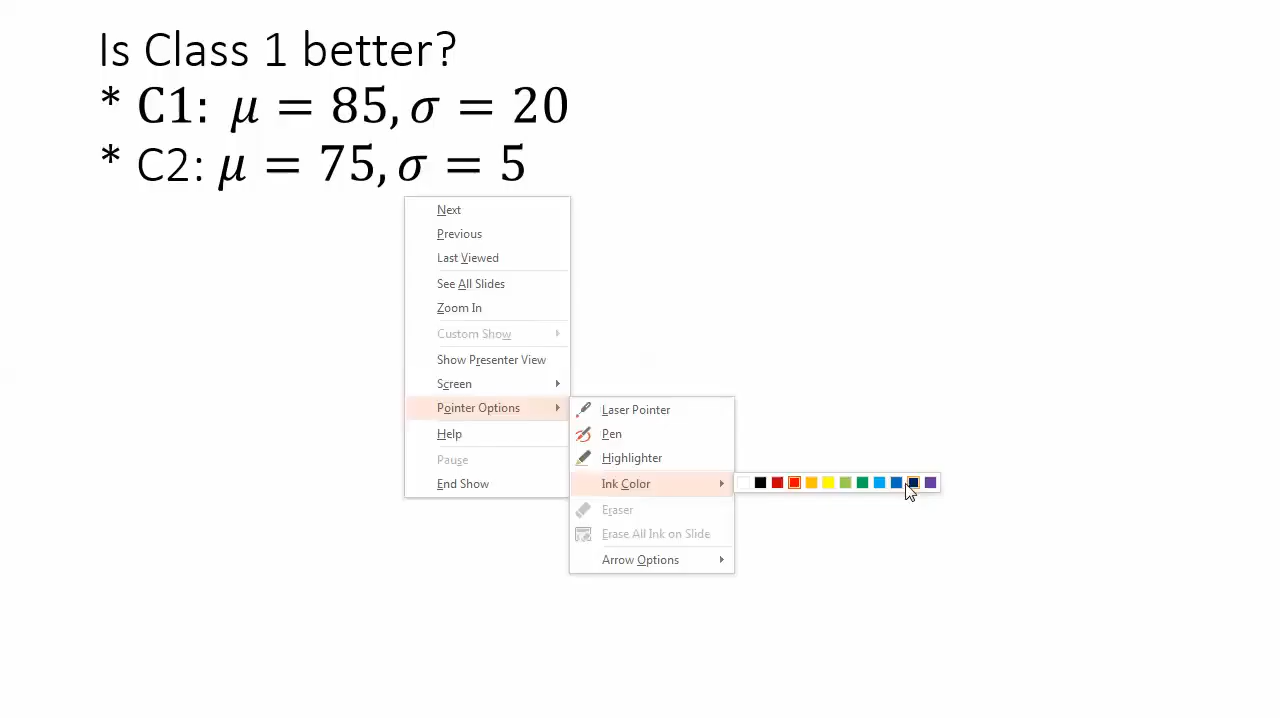 Is Class 1 better?
* C1: 𝜇 = 85, 𝜎 = 20
* C2: 𝜇 = 75, 𝜎 = 5
Next
Previous
Last Viewed
See All Slides
Zoom In
Custom Show
Show Presenter View
Screen
Pointer Options
Help
Pause
End Show
Laser Pointer
Pen
Highlighter
Ink Color
Eraser
Erase All Ink on Slide
Arrow Options